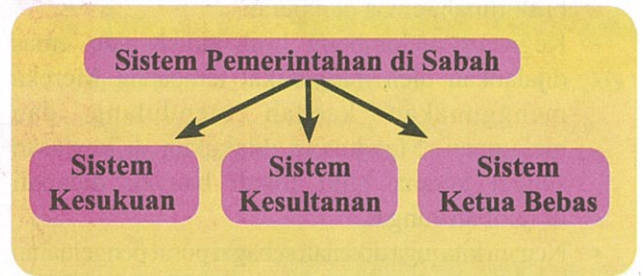 Sistem Pemerintahan di Sabah
Sistem
Kesukuan
Sistem
Kesultanan
Sistem
Ketua Bebas